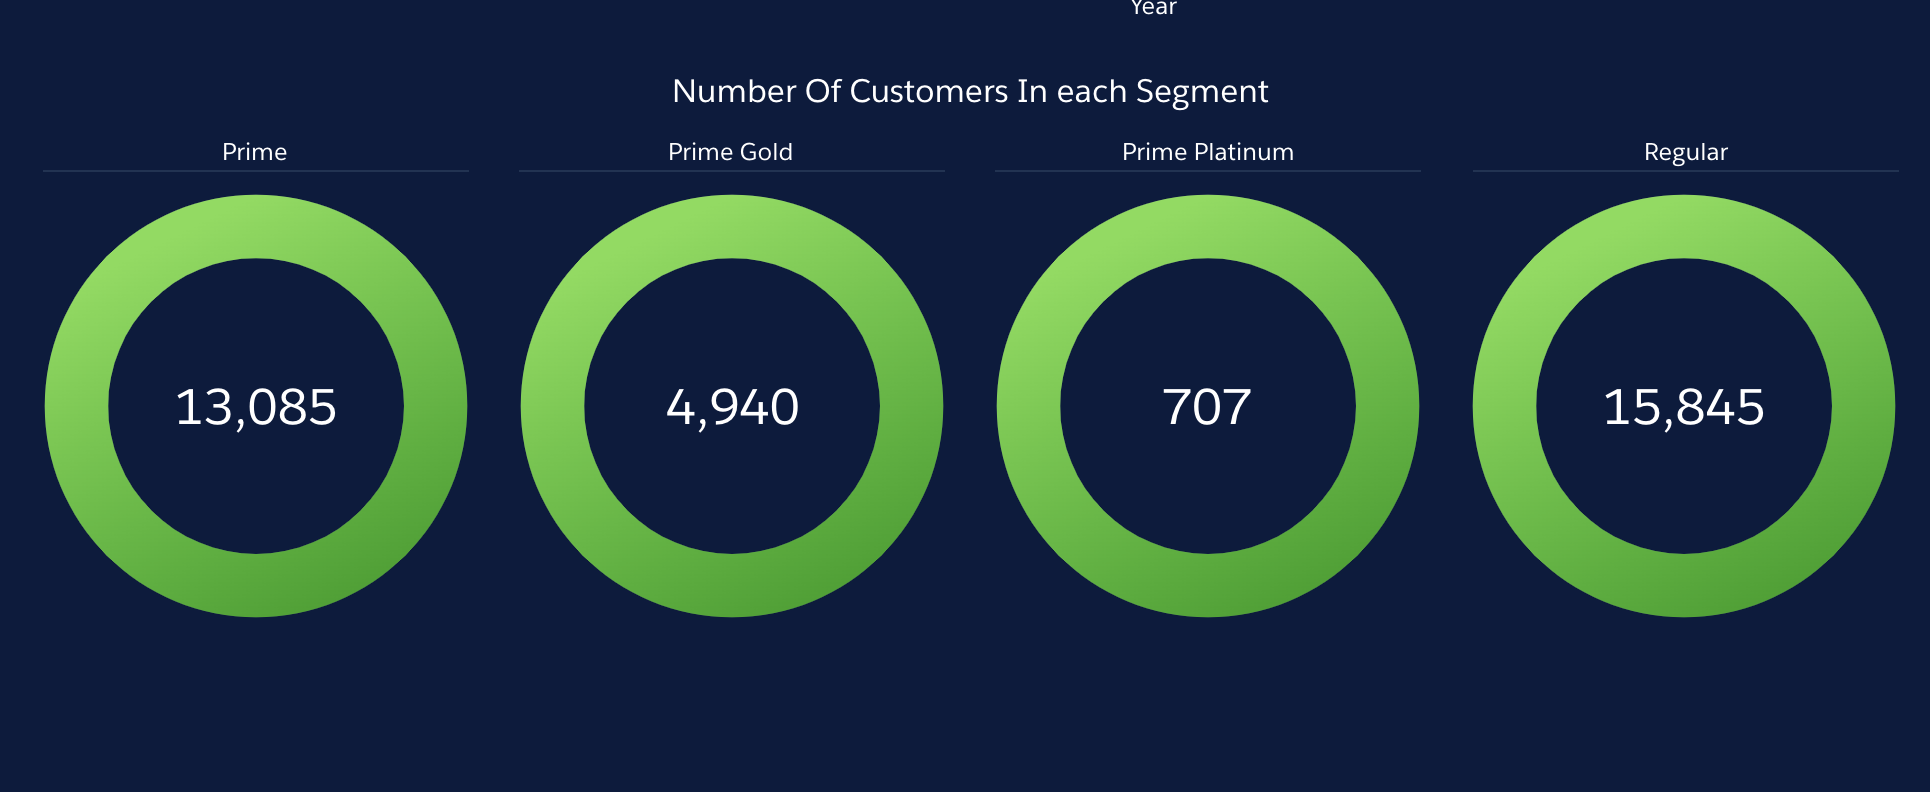 Year
Number Of Customers In each Segment
Prime
Prime Gold
Prime Platinum
Regular
13,085
4,940
707
15,845